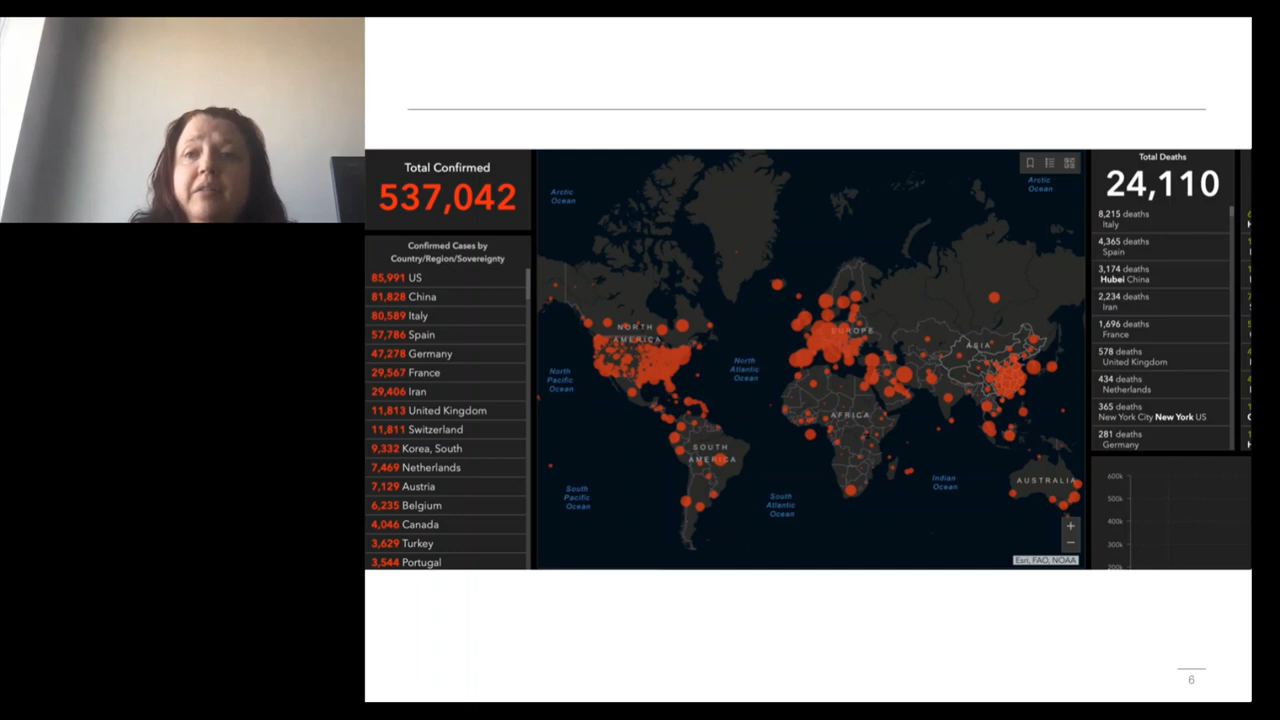 Total Confirmed
537,042
Confirmed Cases by
Country/Region/Sovereignty
85,991 US
81,828 China
80,589 Italy
57,786 Spain
47,278 Germany
29,567 France
29,406 Iran
11,813 United Kingdom
11,811 Switzerland
9,332 Korea, South
7,469 Netherlands
7,129 Austria
6,235 Belgium
4,046 Canada
3,629 Turkey
3,544 Portugal
Arctic
Ocean
Arctic
Ocean
NORTH
AMERICA
EUROPE
ASIA
North
Pacific
Ocean
North
Atlantic
Ocean
AFRICA
SOUTH
AMERICA
Indian
Ocean
AUSTRALIA
South
Pacific
Ocean
South
Atlantic
Ocean
+
−
Esri, FAO, NOAA
Total Deaths
24,110
8,215 deaths
Italy
4,365 deaths
Spain
3,174 deaths
Hubei China
2,234 deaths
Iran
1,696 deaths
France
578 deaths
United Kingdom
434 deaths
Netherlands
365 deaths
New York City New York US
281 deaths
Germany
600k
500k
400k
300k
200k
6